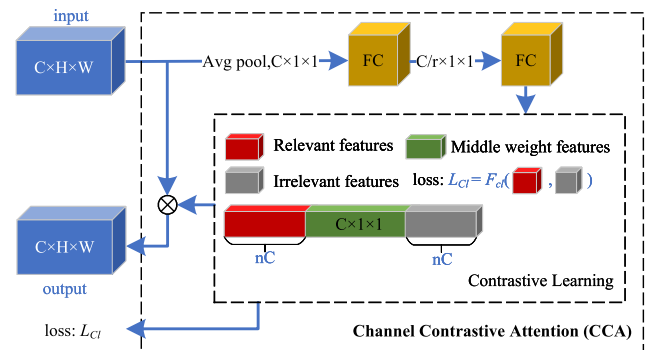 input
C×H×W
Avg pool,C×1×1
FC
C/r×1×1
FC
Relevant features
Middle weight features
Irrelevant features
loss: L_Cl = F_cl( , )
C×1×1
nC
nC
Contrastive Learning
C×H×W
output
loss: L_Cl
Channel Contrastive Attention (CCA)